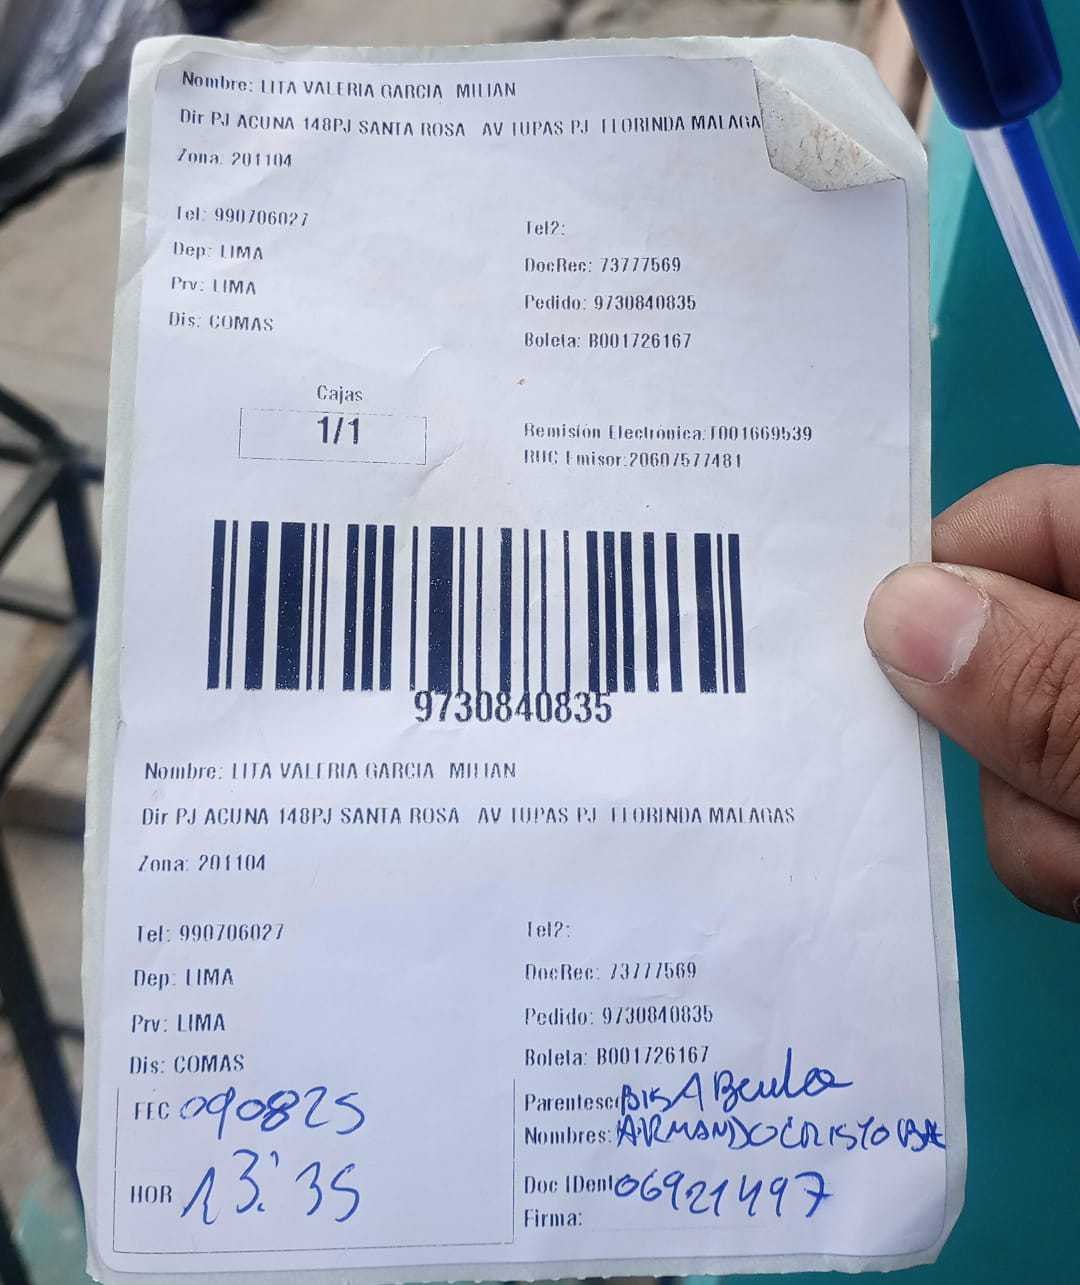 Nombre: LITA VALERIA GARCIA MILIAN
Dir PJ ACUNA 148PJ SANTA ROSA AV TUPAS PJ FLORINDA MALAGA
Zona: 201104
Tel: 990706027
Tel2:
Dep: LIMA
DocRec: 73777569
Prv: LIMA
Pedido: 9730840835
Dis: COMAS
Boleta: B001726167
Cajas
1/1
Remisión Electrónica:T001669539
RUC Emisor:20607577481
9730840835
Nombre: LITA VALERIA GARCIA MILIAN
Dir PJ ACUNA 148PJ SANTA ROSA AV TUPAS PJ FLORINDA MALAGAS
Zona: 201104
Tel: 990706027
Tel2:
Dep: LIMA
DocRec: 73777569
Prv: LIMA
Pedido: 9730840835
Dis: COMAS
Boleta: B001726167
FEC 090825
Parentesc BISABCULO
Nombres: ARMANDO CRISTOBAL
HOR 13:35
Doc IDent 06921497
Firma: